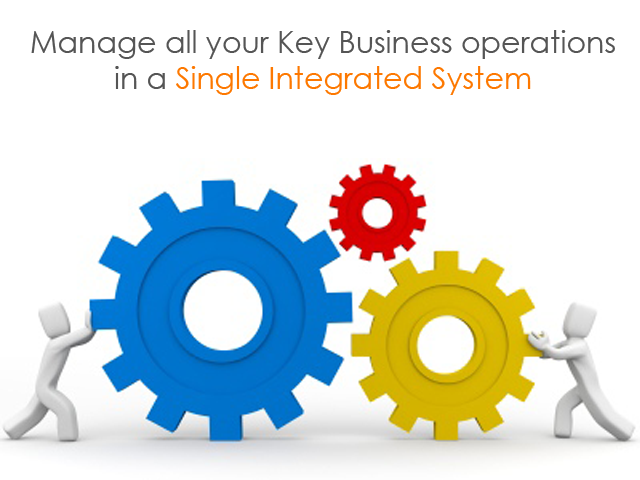 Manage all your Key Business operations
in a Single Integrated System